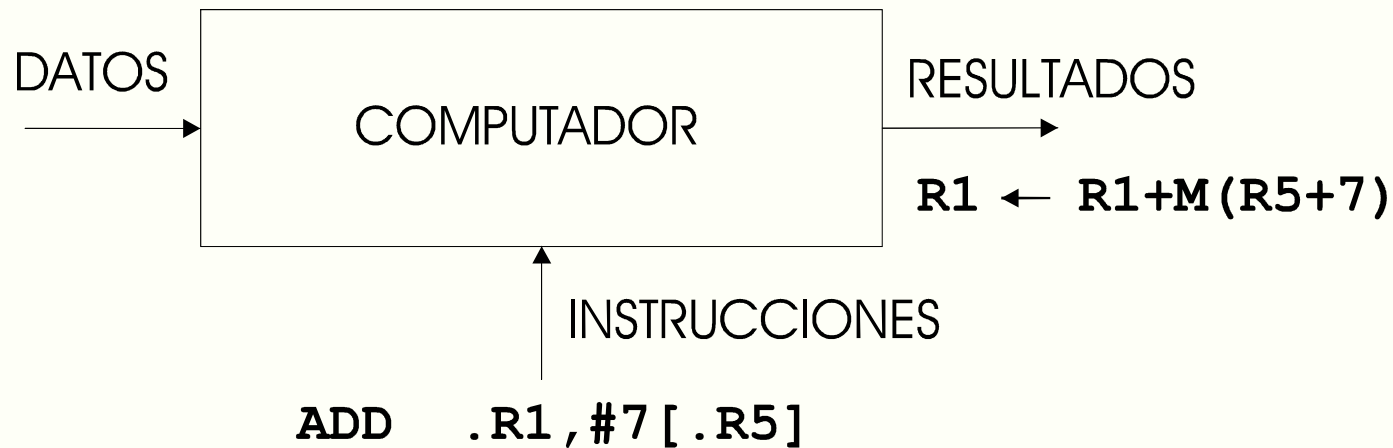 DATOS
COMPUTADOR
RESULTADOS
R1 ← R1+M(R5+7)
INSTRUCCIONES
ADD .R1,#7[.R5]